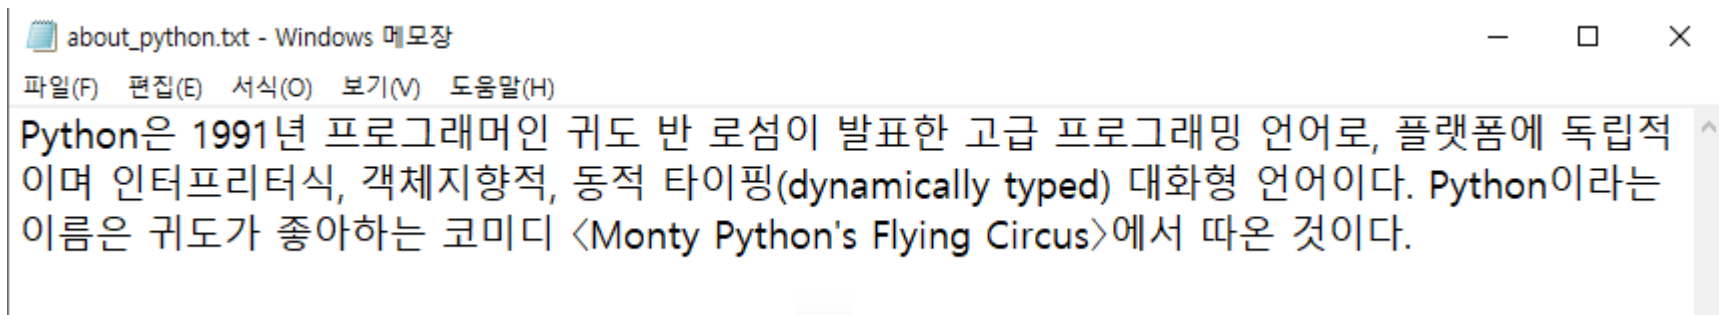 about_python.txt - Windows 메모장
파일(F) 편집(E) 서식(O) 보기(V) 도움말(H)
Python은 1991년 프로그래머인 귀도 반 로섬이 발표한 고급 프로그래밍 언어로, 플랫폼에 독립적
이며 인터프리터식, 객체지향적, 동적 타이핑(dynamically typed) 대화형 언어이다. Python이라는
이름은 귀도가 좋아하는 코미디 〈Monty Python's Flying Circus〉에서 따온 것이다.